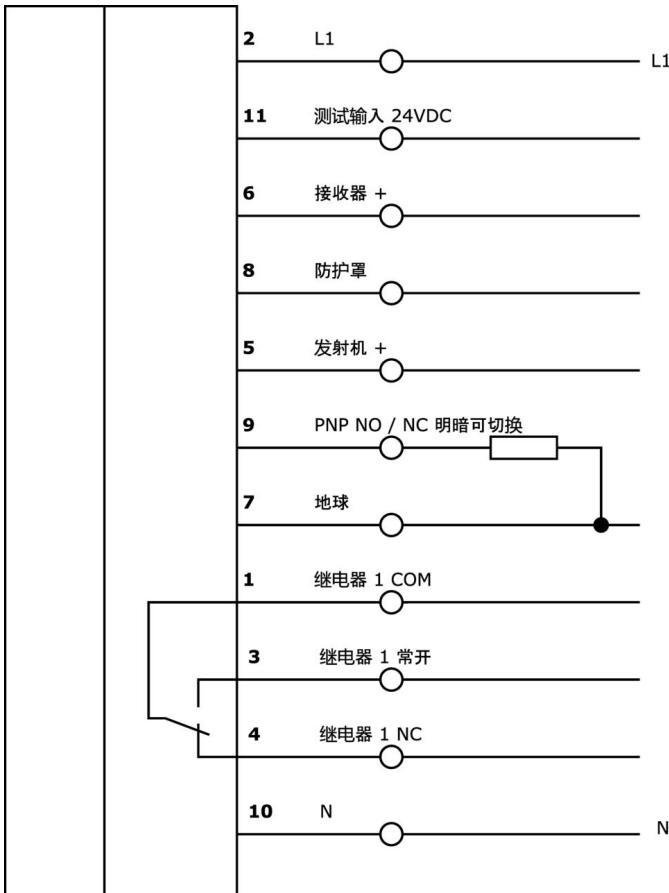 2 L1
L1
11 测试输入 24VDC
6 接收器 +
8 防护罩
5 发射机 +
9 PNP NO / NC 明暗可切换
7 地球
1 继电器 1 COM
3 继电器 1 常开
4 继电器 1 NC
10 N
N